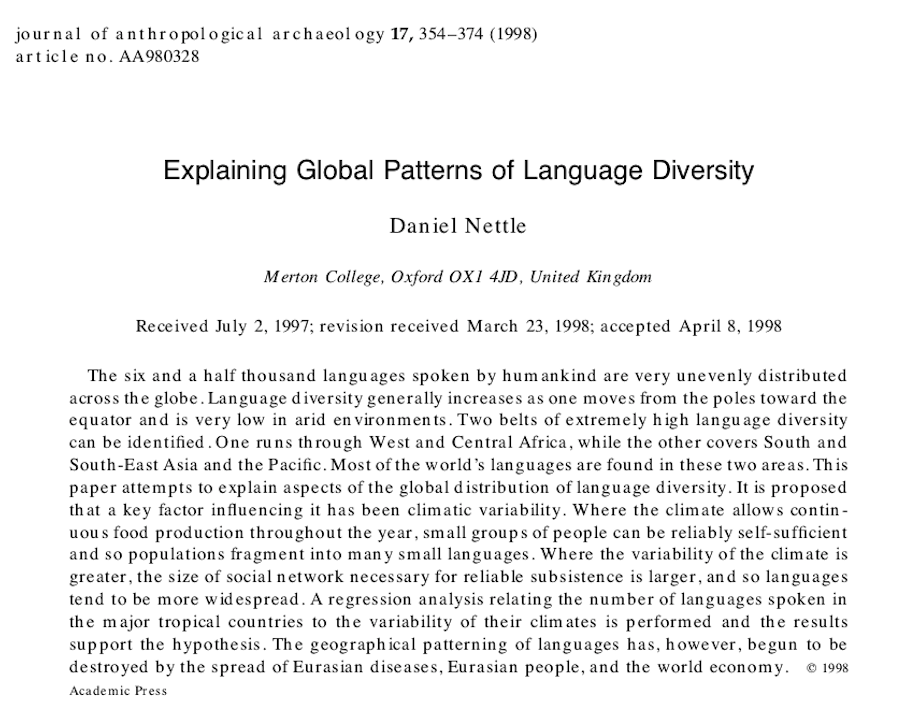 journal of anthropological archaeology 17, 354–374 (1998)
article no. AA980328
Explaining Global Patterns of Language Diversity
Daniel Nettle
Merton College, Oxford OX1 4JD, United Kingdom
Received July 2, 1997; revision received March 23, 1998; accepted April 8, 1998
The six and a half thousand languages spoken by humankind are very unevenly distributed
across the globe. Language diversity generally increases as one moves from the poles toward the
equator and is very low in arid environments. Two belts of extremely high language diversity
can be identified. One runs through West and Central Africa, while the other covers South and
South-East Asia and the Pacific. Most of the world's languages are found in these two areas. This
paper attempts to explain aspects of the global distribution of language diversity. It is proposed
that a key factor influencing it has been climatic variability. Where the climate allows contin-
uous food production throughout the year, small groups of people can be reliably self-sufficient
and so populations fragment into many small languages. Where the variability of the climate is
greater, the size of social network necessary for reliable subsistence is larger, and so languages
tend to be more widespread. A regression analysis relating the number of languages spoken in
the major tropical countries to the variability of their climates is performed and the results
support the hypothesis. The geographical patterning of languages has, however, begun to be
destroyed by the spread of Eurasian diseases, Eurasian people, and the world economy. © 1998
Academic Press